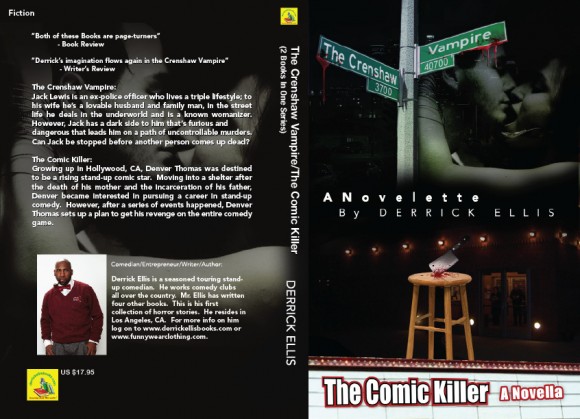 Fiction
"Both of these Books are page-turners"
- Book Review
"Derrick's imagination flows again in the Crenshaw Vampire"
- Writer's Review
The Crenshaw Vampire:
Jack Lewis is an ex-police officer who lives a triple lifestyle; to
his wife he's a lovable husband and family man, in the street
life he deals in the underworld and is a known womanizer.
However, Jack has a dark side to him that's furious and
dangerous that leads him on a path of uncontrollable murders.
Can Jack be stopped before another person comes up dead?
The Comic Killer:
Growing up in Hollywood, CA, Denver Thomas was destined
to be a rising stand-up comic star. Moving into a shelter after
the death of his mother and the incarceration of his father,
Denver became interested in pursuing a career in stand-up
comedy. However, after a series of events happened, Denver
Thomas sets up a plan to get his revenge on the entire comedy
game.
Comedian/Entrepreneur/Writer/Author:
Derrick Ellis is a seasoned touring stand-
up comedian. He works comedy clubs
all over the country. Mr. Ellis has written
four other books. This is his first
collection of horror stories. He resides in
Los Angeles, CA. For more info on him
log on to www.derrickellisbooks.com or
www.funnywearclothing.com.
US $17.95
The Crenshaw Vampire/The Comic Killer
(2 Books In One Series)
DERRICK ELLIS
The Crenshaw
3700
Vampire
40700
A Novelette
By DERRICK ELLIS
The Comic Killer A Novella